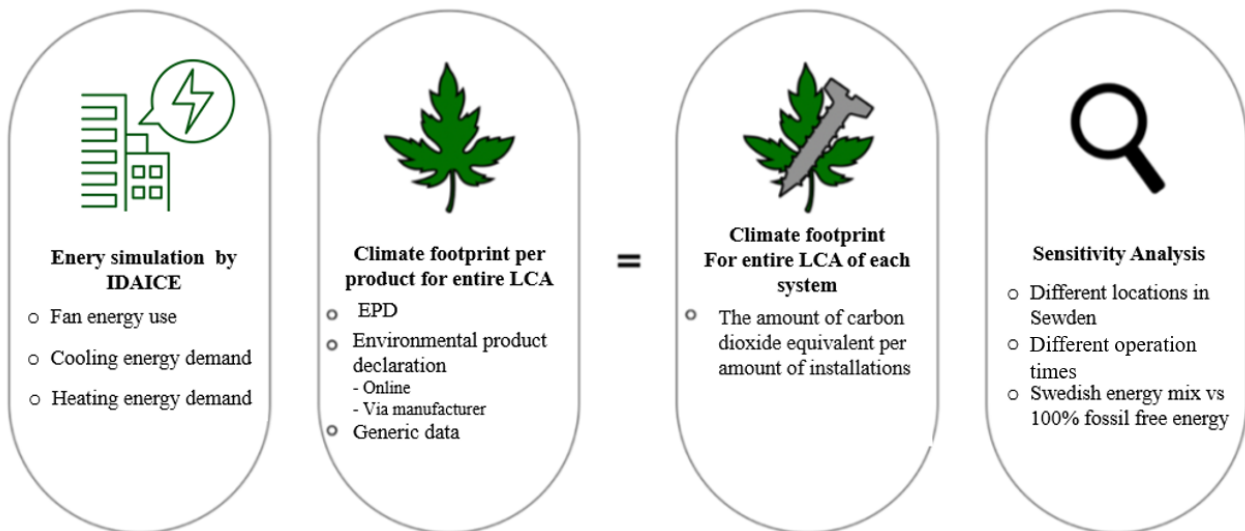 Enery simulation by
IDAICE
○ Fan energy use
○ Cooling energy demand
○ Heating energy demand
Climate footprint per
product for entire LCA
○ EPD
○ Environmental product
declaration
- Online
- Via manufacturer
○ Generic data
=
Climate footprint
For entire LCA of each
system
○ The amount of carbon
dioxide equivalent per
amount of installations
Sensitivity Analysis
○ Different locations in
Sewden
○ Different operation
times
○ Swedish energy mix vs
100% fossil free energy